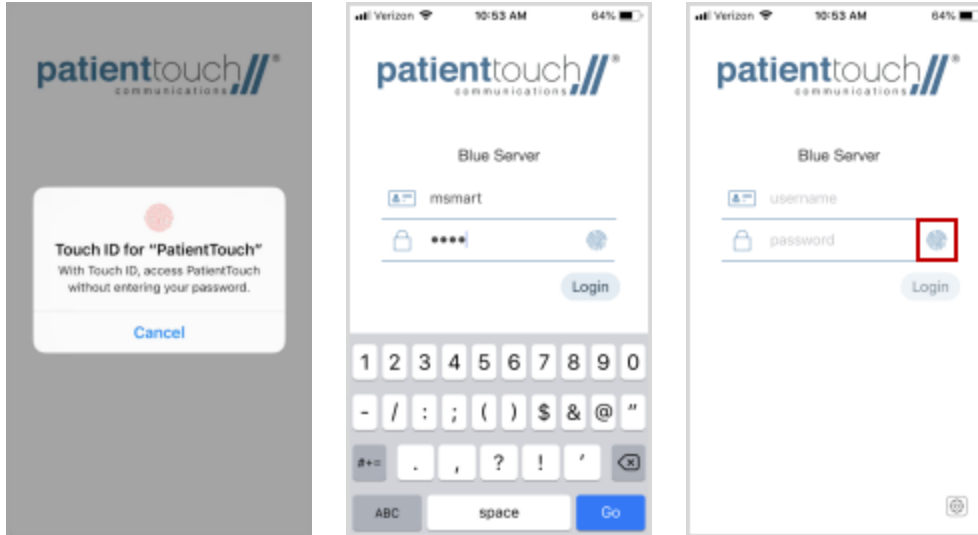 patienttouch®
communications
Touch ID for "PatientTouch"
With Touch ID, access PatientTouch
without entering your password.
Cancel
Verizon 10:53 AM 64%
patienttouch®
communications
Blue Server
msmart
••••
Login
1 2 3 4 5 6 7 8 9 0
- / : ; ( ) $ & @ "
#+= . , ? ! '
ABC space Go
Verizon 10:53 AM 64%
patienttouch®
communications
Blue Server
username
password
Login